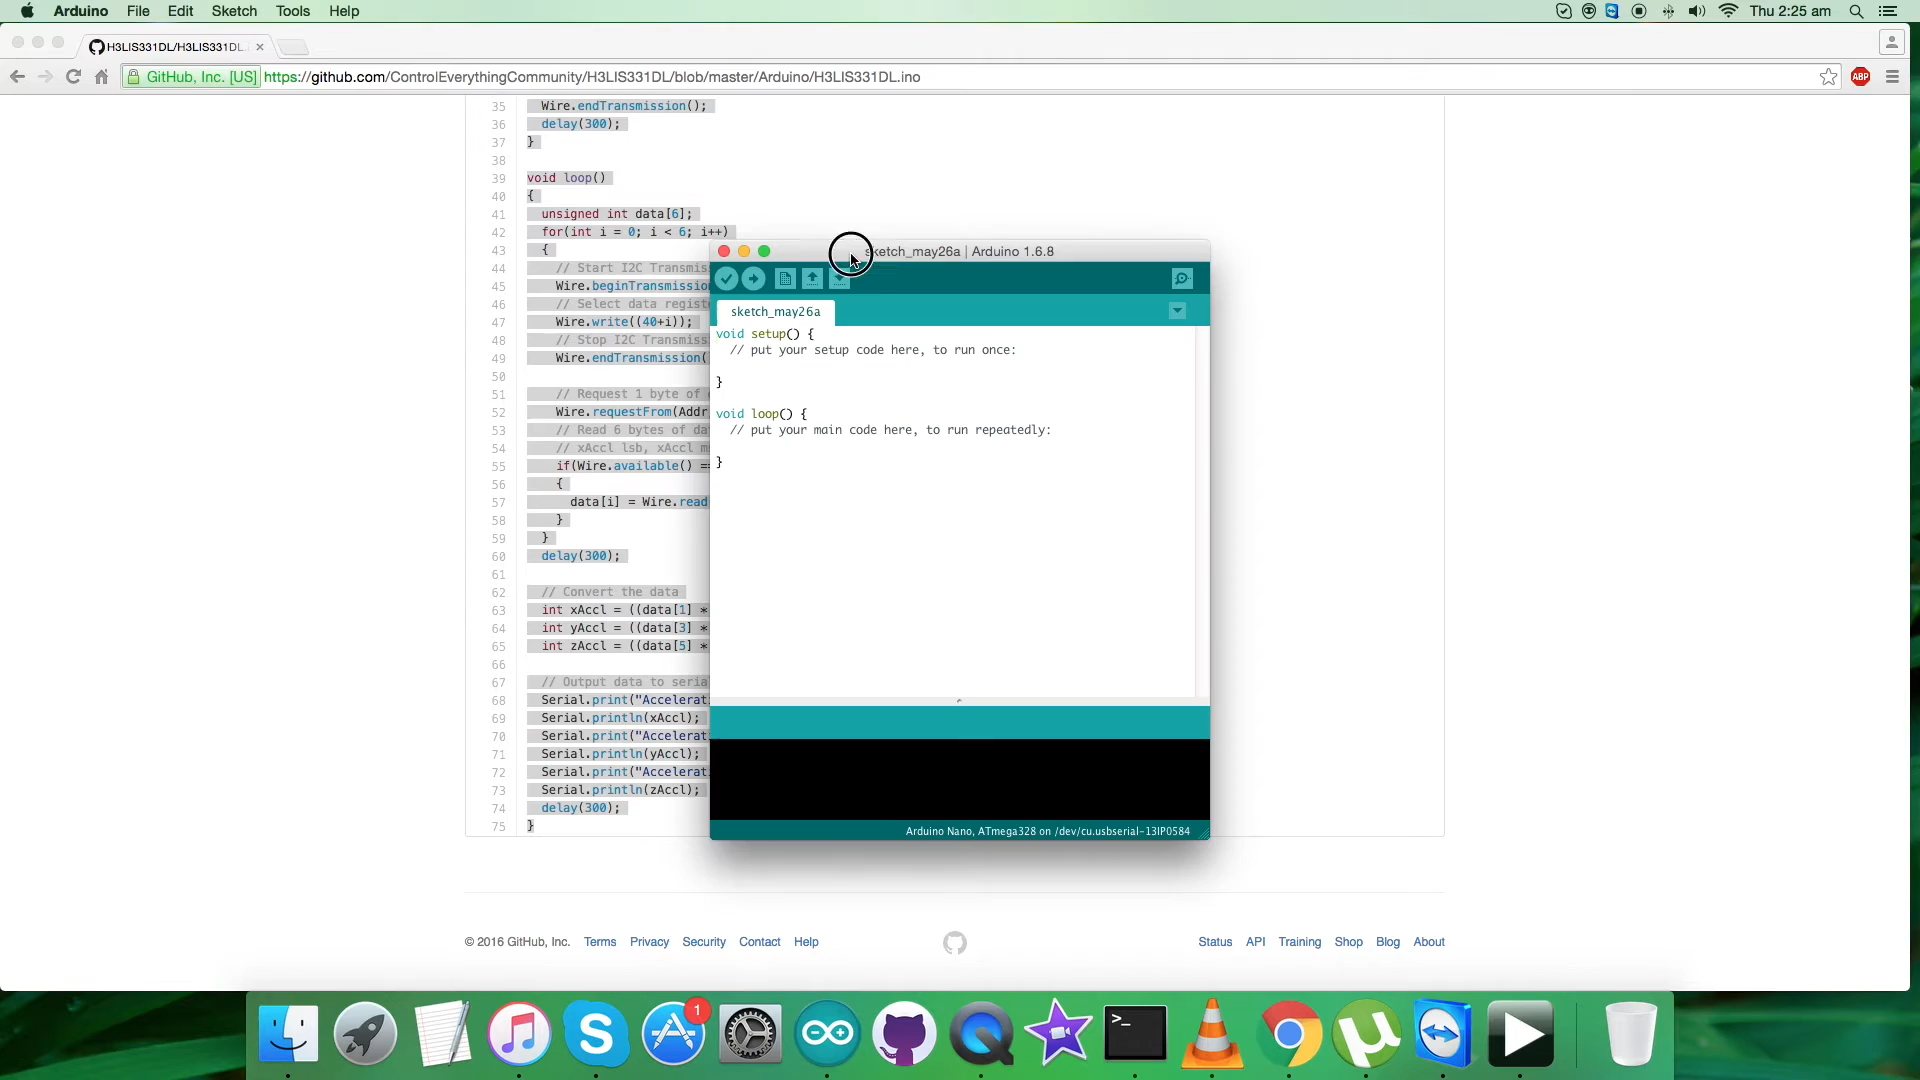 Arduino File Edit Sketch Tools Help
Thu 2:25 am
H3LIS331DL/H3LIS331DL
GitHub, Inc. [US] https://github.com/ControlEverythingCommunity/H3LIS331DL/blob/master/Arduino/H3LIS331DL.ino
ABP
35 Wire.endTransmission();
36 delay(300);
37 }
38
39 void loop()
40 {
41 unsigned int data[6];
42 for(int i = 0; i < 6; i++)
43 {
44 // Start I2C
45 Wire.beginTransmission
46 // Select data
47 Wire.write((40+i));
48 // Stop I2C
49 Wire.endTransmission(
50
51 // Request 1 byte of
52 Wire.requestFrom(Addr
53 // Read 6 bytes of
54 // xAccl lsb, xAccl
55 if(Wire.available() ==
56 {
57 data[i] = Wire.read
58 }
59 }
60 delay(300);
61
62 // Convert the data
63 int xAccl = ((data[1] *
64 int yAccl = ((data[3] *
65 int zAccl = ((data[5] *
66
67 // Output data to
68 Serial.print("
69 Serial.println(xAccl);
70 Serial.print("
71 Serial.println(yAccl);
72 Serial.print("
73 Serial.println(zAccl);
74 delay(300);
75 }
sketch_may26a | Arduino 1.6.8
sketch_may26a
void setup() {
// put your setup code here, to run once:
}
void loop() {
// put your main code here, to run repeatedly:
}
Arduino Nano, ATmega328 on /dev/cu.usbserial-13IP0584
© 2016 GitHub, Inc. Terms Privacy Security Contact Help
Status API Training Shop Blog About
1